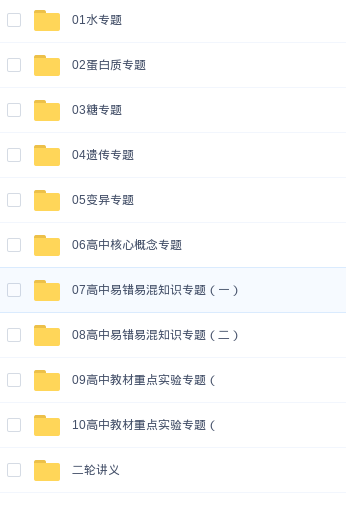 01水专题
02蛋白质专题
03糖专题
04遗传专题
05变异专题
06高中核心概念专题
07高中易错易混知识专题（一）
08高中易错易混知识专题（二）
09高中教材重点实验专题（
10高中教材重点实验专题（
二轮讲义